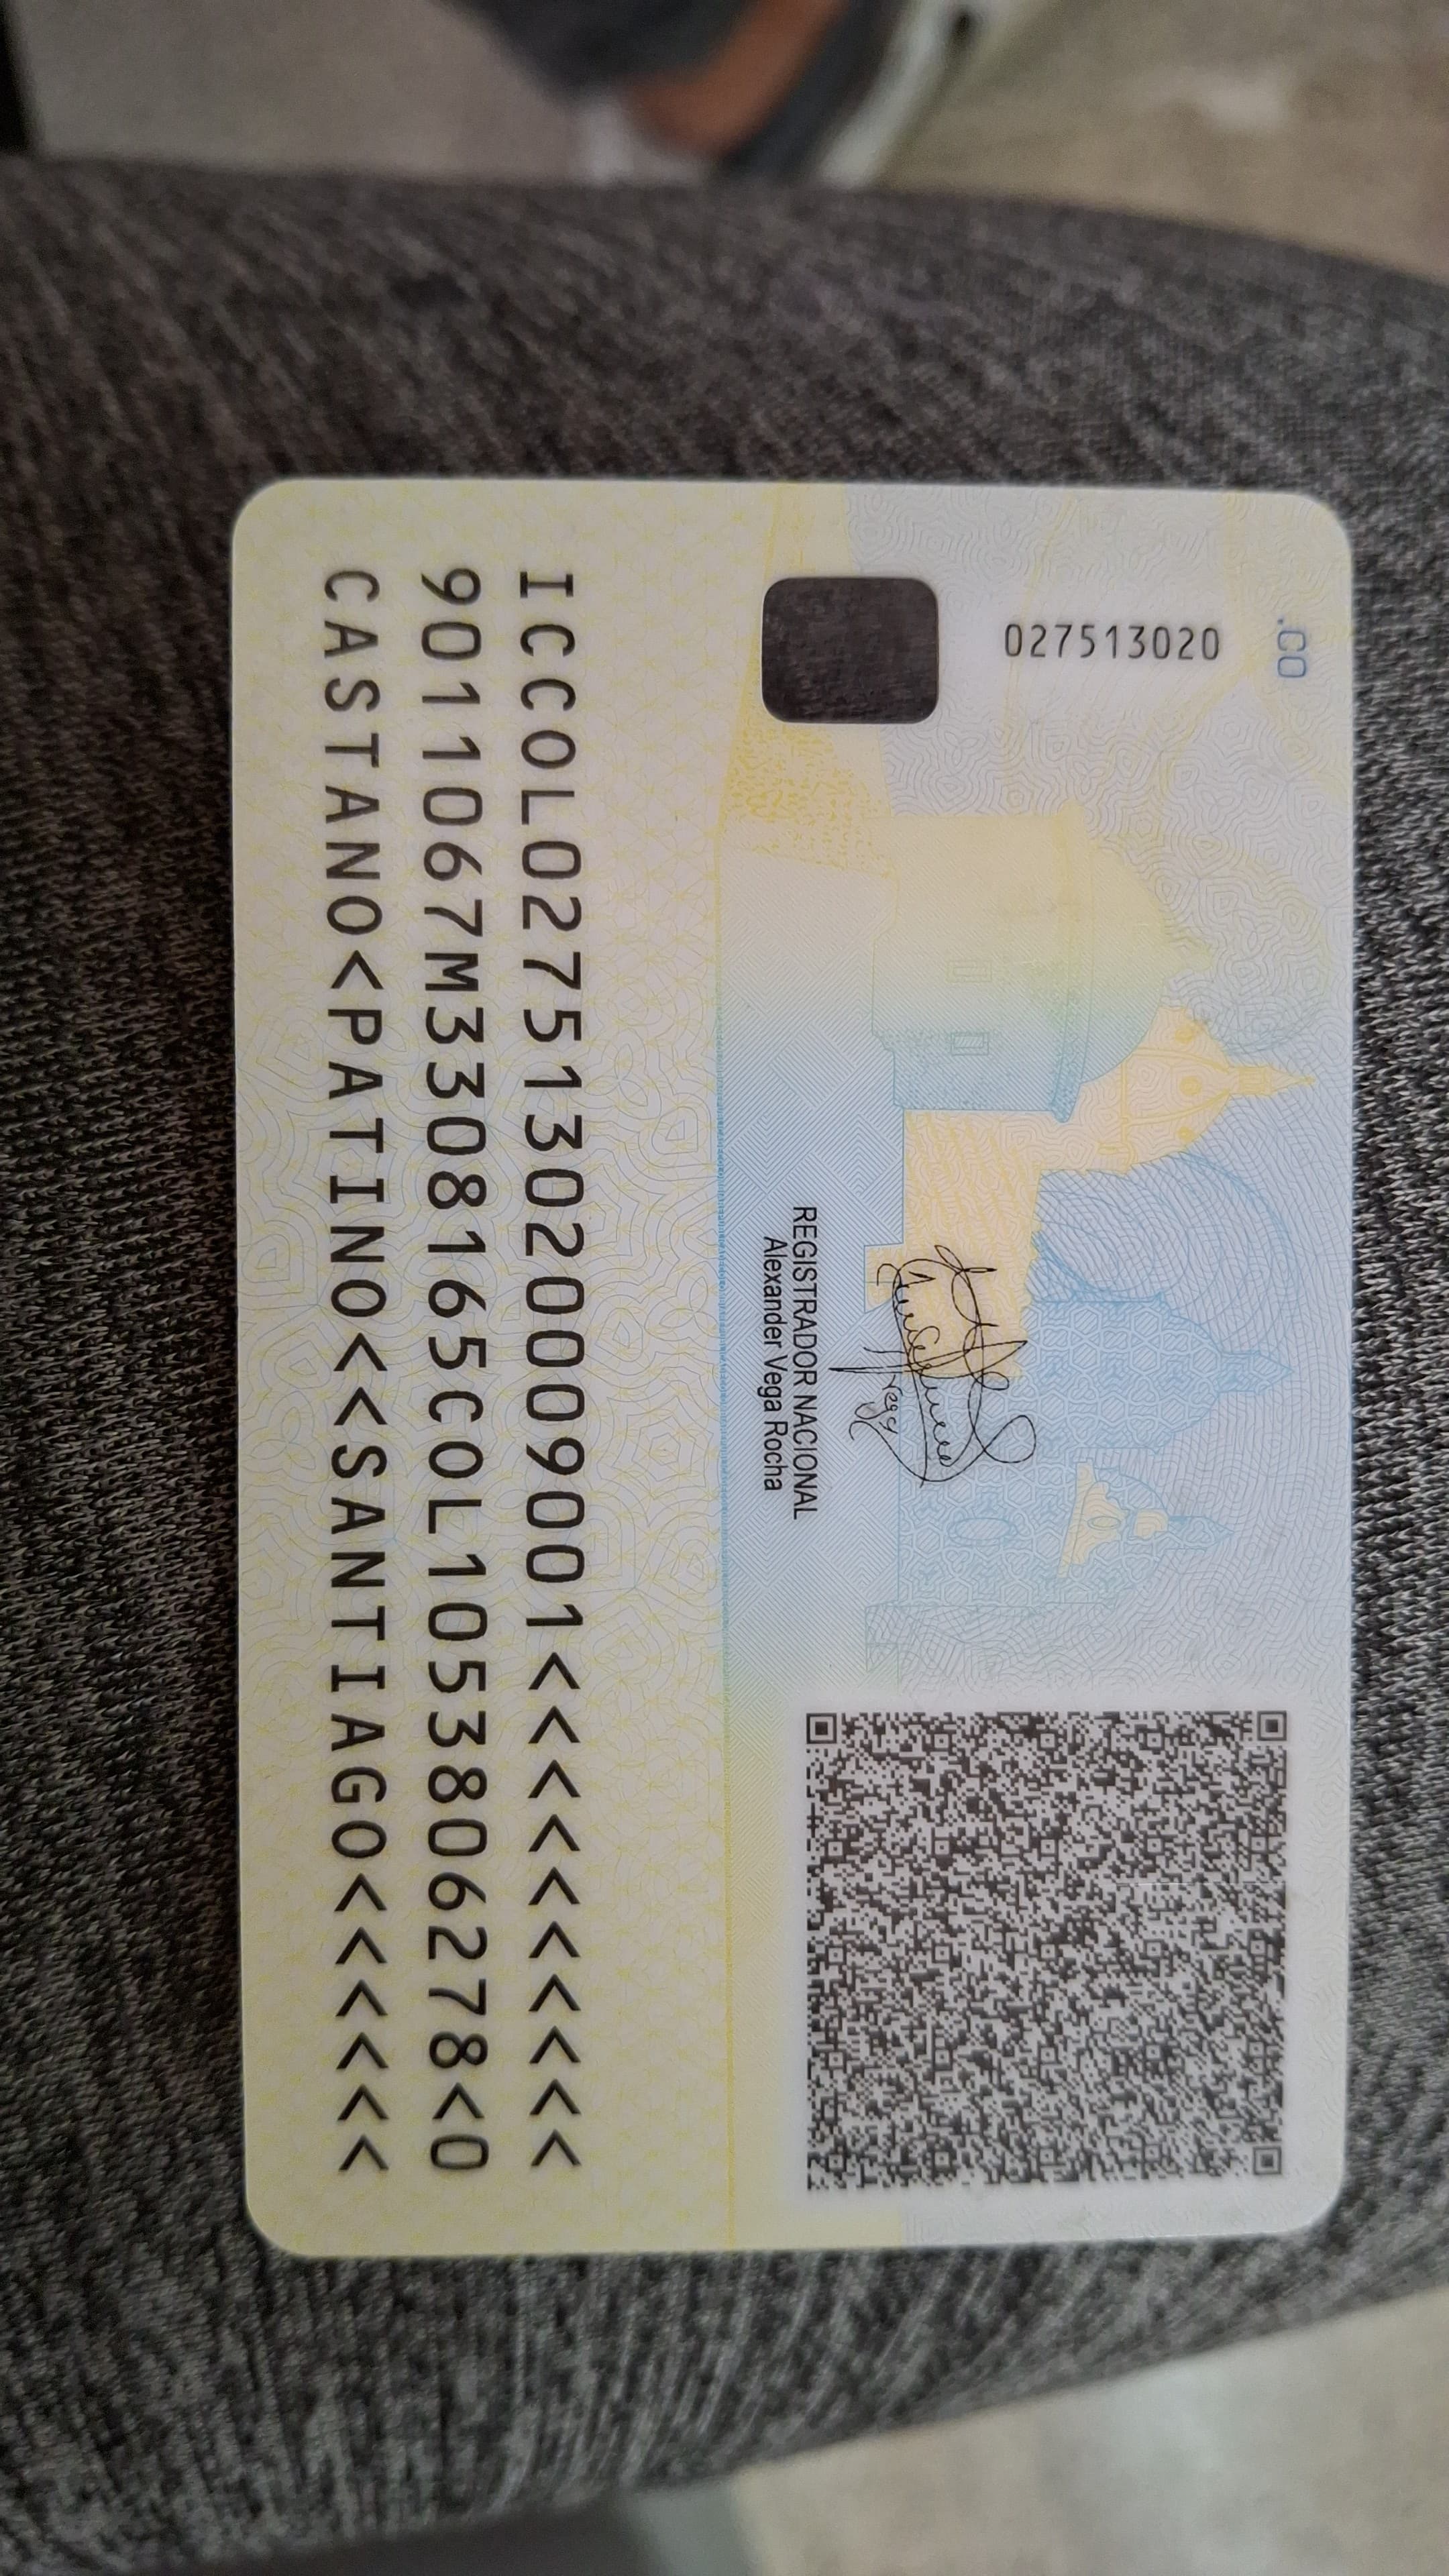 .CO
027513020
REGISTRADOR NACIONAL
Alexander Vega Rocha
ICCOL0275130200009001<<<<<<<<<
9011067M3308165COL1053806278<0
CASTANO<PATINO<<SANTIAGO<<<<<<